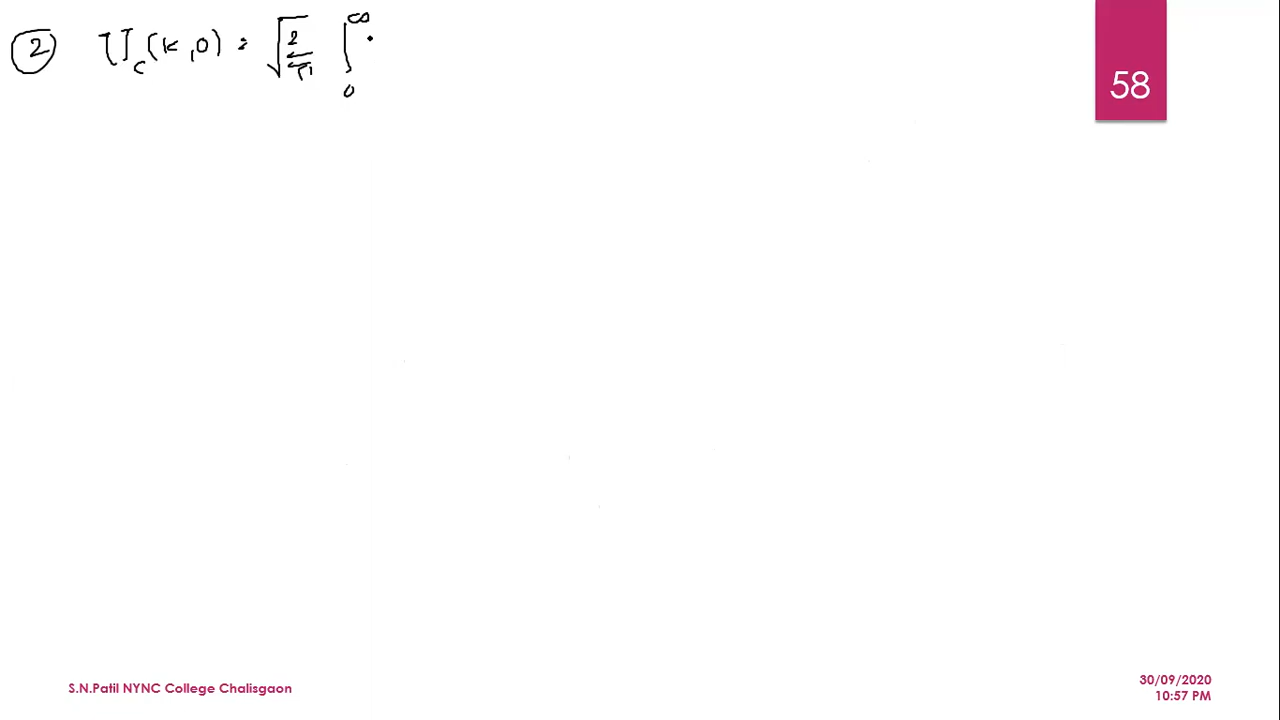 ② U_c(k,0) = √(2/π) ∫_0^∞
58
S.N.Patil NYNC College Chalisgaon
30/09/2020
10:57 PM